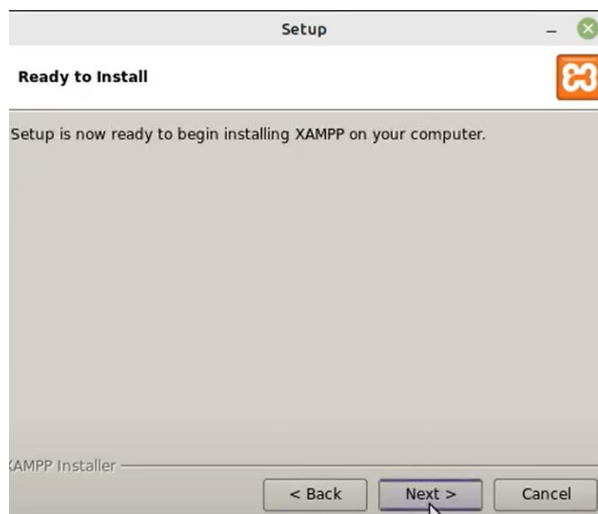 Setup
Ready to Install
Setup is now ready to begin installing XAMPP on your computer.
XAMPP Installer
< Back
Next >
Cancel